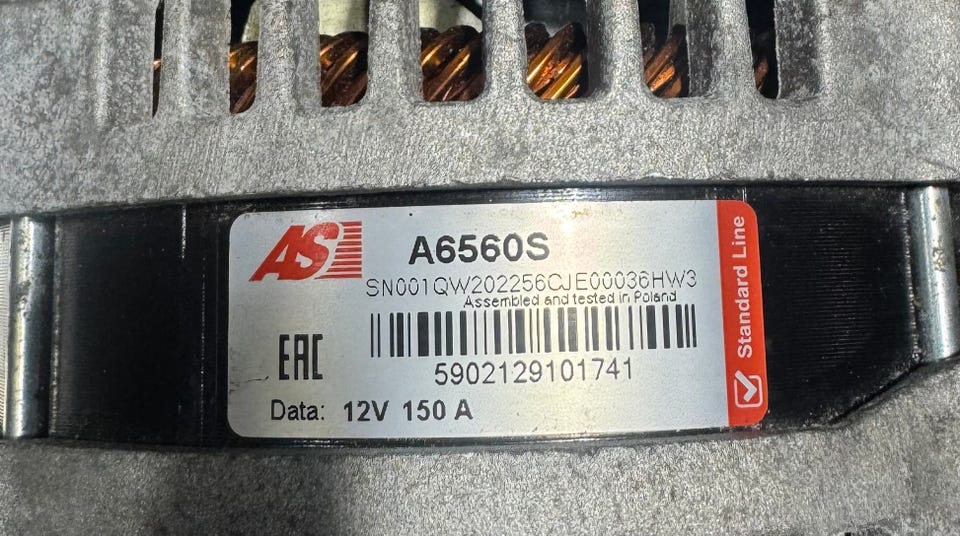 AS
A6560S
SN001QW202256CJE00036HW3
Assembled and tested in Poland
EAC
5902129101741
Data: 12V 150 A
Standard Line